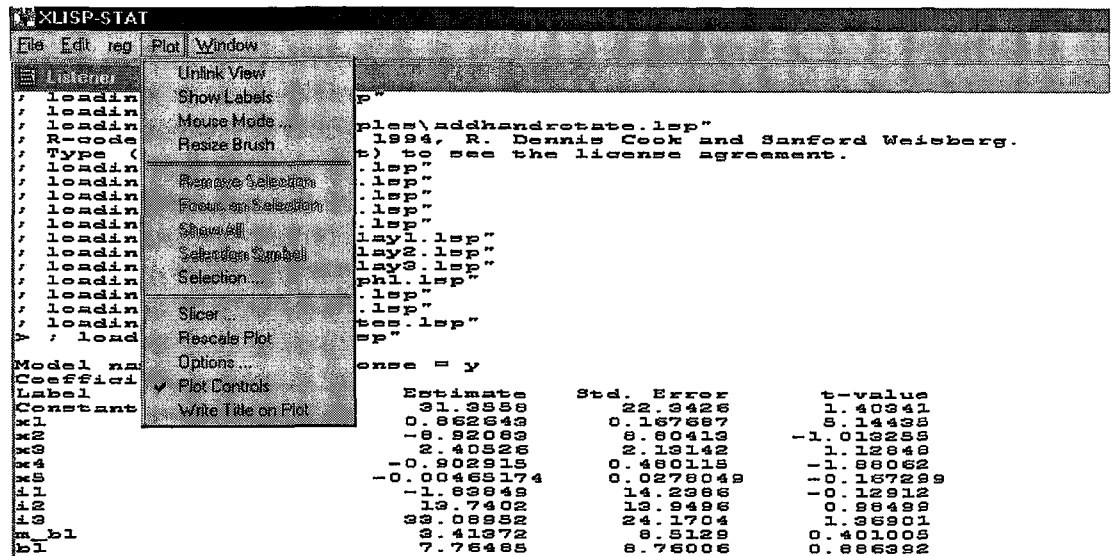 XLISP-STAT
File Edit reg Plot Window
Listener
Unlink View
Show Labels
Mouse Mode ...
Resize Brush
Remove Selection
Focus on Selection
Show All
Selection Symbol
Selection ...
Slicer ...
Rescale Plot
Options ...
✓ Plot Controls
Write Title on Plot
; loadin p"
; loadin
; loadin ples\addhandrotate.lsp"
; R-code 1994, R. Dennis Cook and Sanford Weisberg.
; Type ( t) to see the license agreement.
; loadin .lsp"
; loadin .lsp"
; loadin .lsp"
; loadin .lsp"
; loadin .lsp"
; loadin lay1.lsp"
; loadin lay2.lsp"
; loadin lay3.lsp"
; loadin ph1.lsp"
; loadin .lsp"
; loadin .lsp"
; loadin tes.lsp"
> ; load sp"
Model na onse = y
Coeffici
Label Estimate Std. Error t-value
Constant 31.3558 22.3426 1.40341
x1 0.862643 0.167687 5.14435
x2 -8.92083 8.80413 -1.013255
x3 2.40526 2.13142 1.12848
x4 -0.902915 0.480115 -1.88062
x5 -0.00465174 0.0278049 -0.167299
i1 -1.83849 14.2386 -0.12912
i2 13.7402 13.9496 0.98499
i3 33.08952 24.1704 1.36901
m_bl 3.41372 8.5129 0.401005
bl 7.76485 8.76006 0.886392